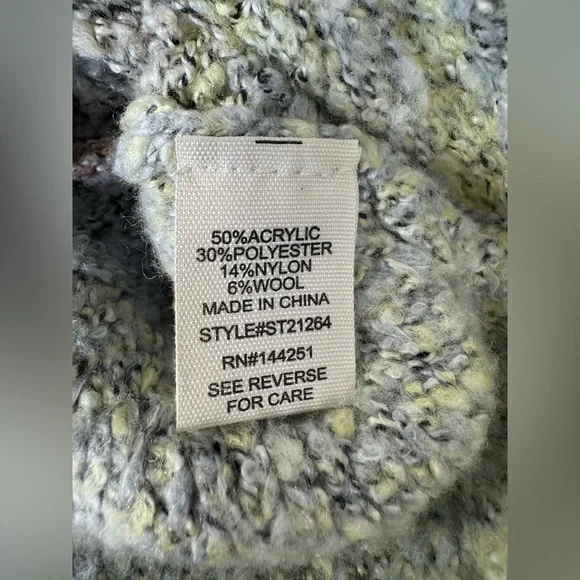 50%ACRYLIC
30%POLYESTER
14%NYLON
6%WOOL
MADE IN CHINA
STYLE#ST21264
RN#144251
SEE REVERSE
FOR CARE